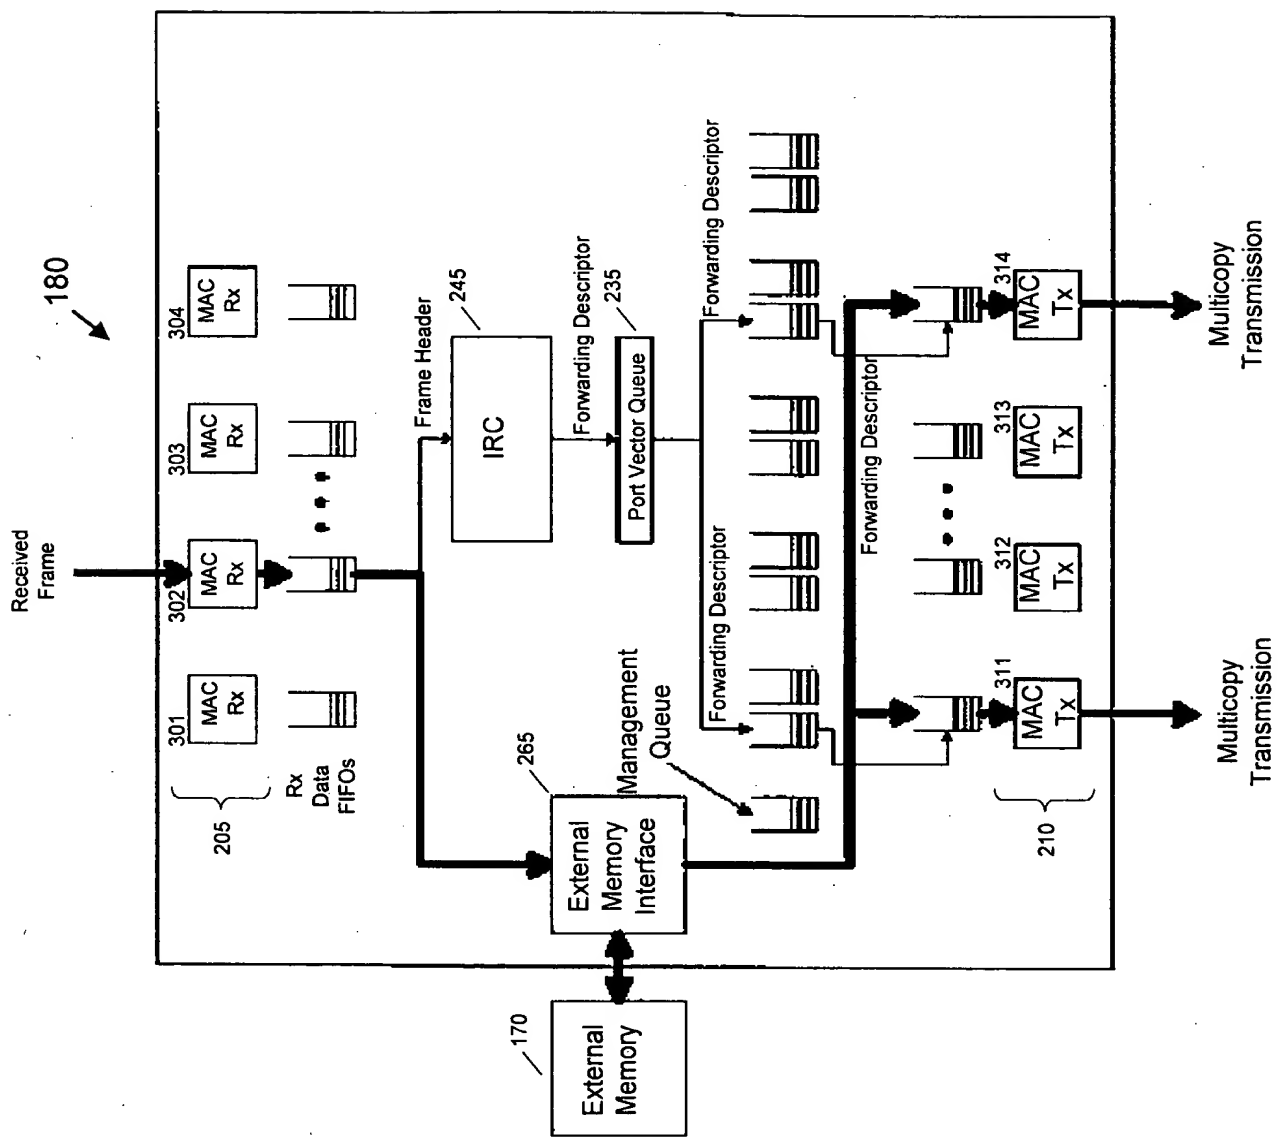 180
Received
Frame
301
MAC
Rx
302
MAC
Rx
303
MAC
Rx
304
MAC
Rx
205
Rx
Data
FIFOs
Frame Header
245
IRC
Forwarding Descriptor
235
Port Vector Queue
170
External
Memory
265
External
Memory
Interface
Management
Queue
Forwarding Descriptor
Forwarding Descriptor
Forwarding Descriptor
210
311
MAC
Tx
312
MAC
Tx
313
MAC
Tx
314
MAC
Tx
Multicopy
Transmission
Multicopy
Transmission